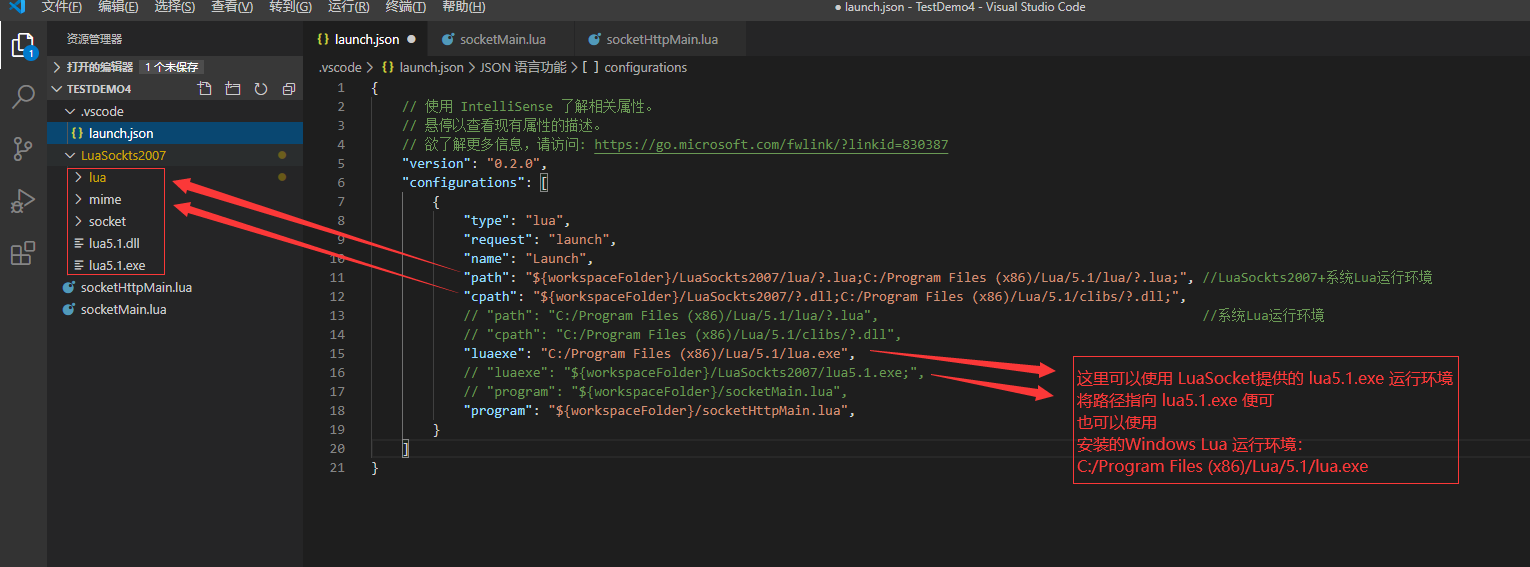 文件(F) 编辑(E) 选择(S) 查看(V) 转到(G) 运行(R) 终端(T) 帮助(H) ● launch.json - TestDemo4 - Visual Studio Code
1
资源管理器
打开的编辑器 1 个未保存
TESTDEMO4
.vscode
{} launch.json
LuaSockts2007
lua
mime
socket
lua5.1.dll
lua5.1.exe
socketHttpMain.lua
socketMain.lua
{} launch.json ● socketMain.lua socketHttpMain.lua
.vscode > {} launch.json > JSON 语言功能 > [ ] configurations
1 {
2 // 使用 IntelliSense 了解相关属性。
3 // 悬停以查看现有属性的描述。
4 // 欲了解更多信息，请访问: https://go.microsoft.com/fwlink/?linkid=830387
5 "version": "0.2.0",
6 "configurations": [
7 {
8 "type": "lua",
9 "request": "launch",
10 "name": "Launch",
11 "path": "${workspaceFolder}/LuaSockts2007/lua/?.lua;C:/Program Files (x86)/Lua/5.1/lua/?.lua;", //LuaSockts2007+系统Lua运行环境
12 "cpath": "${workspaceFolder}/LuaSockts2007/?.dll;C:/Program Files (x86)/Lua/5.1/clibs/?.dll;",
13 // "path": "C:/Program Files (x86)/Lua/5.1/lua/?.lua", //系统Lua运行环境
14 // "cpath": "C:/Program Files (x86)/Lua/5.1/clibs/?.dll",
15 "luaexe": "C:/Program Files (x86)/Lua/5.1/lua.exe",
16 // "luaexe": "${workspaceFolder}/LuaSockts2007/lua5.1.exe;",
17 // "program": "${workspaceFolder}/socketMain.lua"
18 "program": "${workspaceFolder}/socketHttpMain.lua",
19 }
20 ]
21 }
这里可以使用 LuaSocket提供的 lua5.1.exe 运行环境
将路径指向 lua5.1.exe 便可
也可以使用
安装的Windows Lua 运行环境：
C:/Program Files (x86)/Lua/5.1/lua.exe